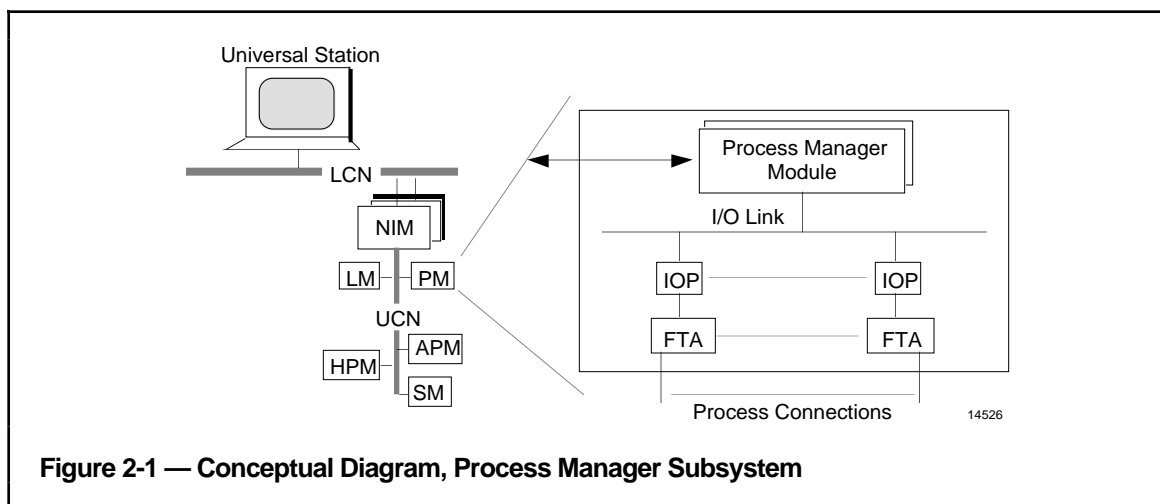 Universal Station
LCN
NIM
LM
PM
UCN
APM
HPM
SM
Process Manager
Module
I/O Link
IOP
IOP
FTA
FTA
Process Connections
14526
Figure 2-1 — Conceptual Diagram, Process Manager Subsystem